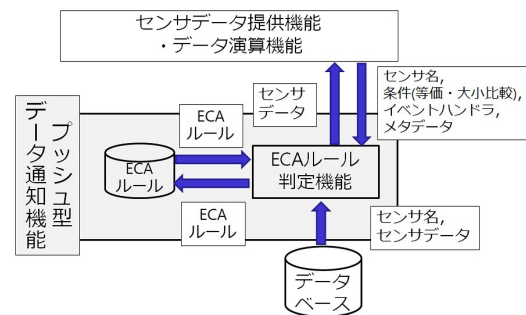 センサデータ提供機能
・データ演算機能
センサ
データ
センサ名,
条件(等価・大小比較),
イベントハンドラ,
メタデータ
プッシュ型
データ通知機能
ECA
ルール
ECA
ルール
ECAルール
判定機能
ECA
ルール
センサ名,
センサデータ
データ
ベース